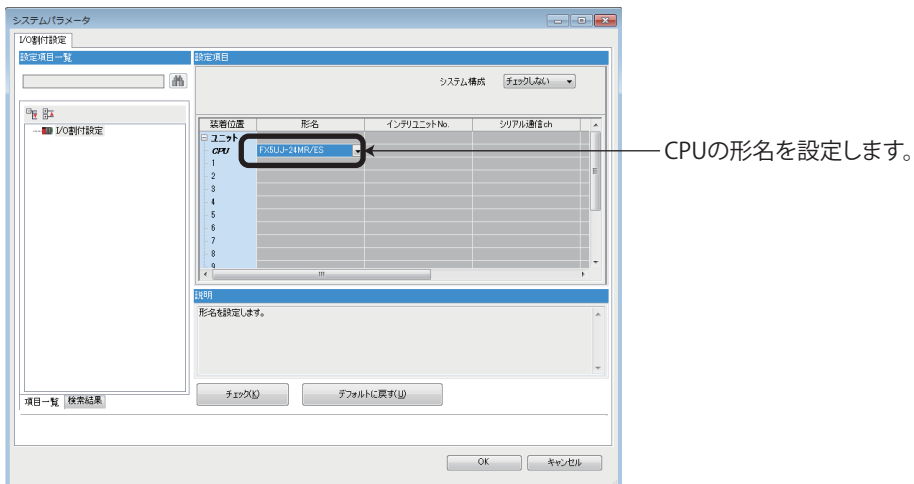 システムパラメータ
I/O割付設定
設定項目一覧
設定項目
システム構成 チェックしない
I/O割付設定
装着位置 形名 インテリユニットNo. シリアル通信ch
ユニット
CPU FX5UJ-24MR/ES
CPUの形名を設定します。
1
2
3
4
5
6
7
8
9
説明
形名を設定します。
チェック(K) デフォルトに戻す(U)
項目一覧 検索結果
OK キャンセル